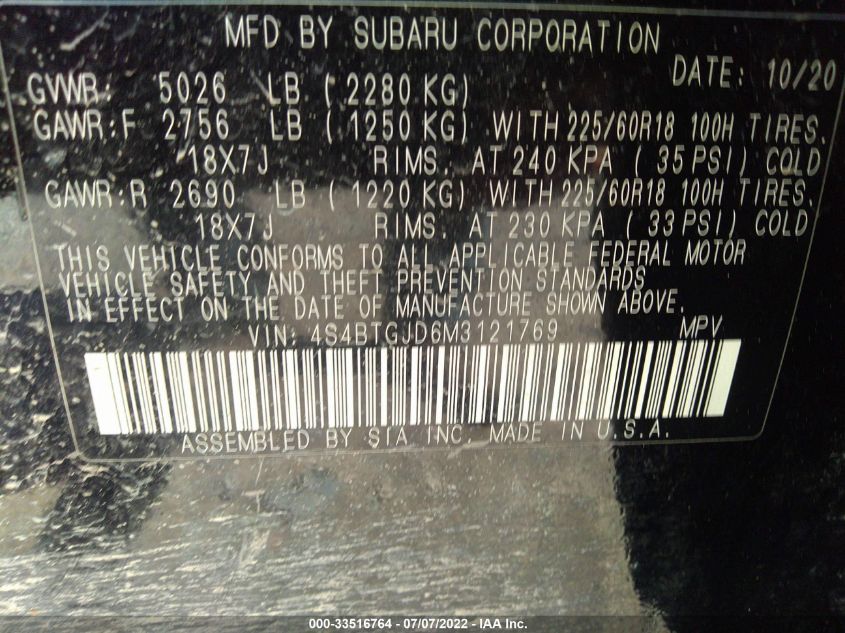 MFD BY SUBARU CORPORATION
DATE: 10/20
GVWR: 5026 LB ( 2280 KG)
GAWR:F 2756 LB ( 1250 KG) WITH 225/60R18 100H TIRES.
18X7J RIMS. AT 240 KPA ( 35 PSI) COLD
GAWR:R 2690 LB ( 1220 KG) WITH 225/60R18 100H TIRES.
18X7J RIMS. AT 230 KPA ( 33 PSI) COLD
THIS VEHICLE CONFORMS TO ALL APPLICABLE FEDERAL MOTOR
VEHICLE SAFETY AND THEFT PREVENTION STANDARDS
IN EFFECT ON THE DATE OF MANUFACTURE SHOWN ABOVE.
VIN: 4S4BTGJD6M3121769 MPV
ASSEMBLED BY SIA INC, MADE IN U.S.A.
000-33516764 - 07/07/2022 - IAA Inc.